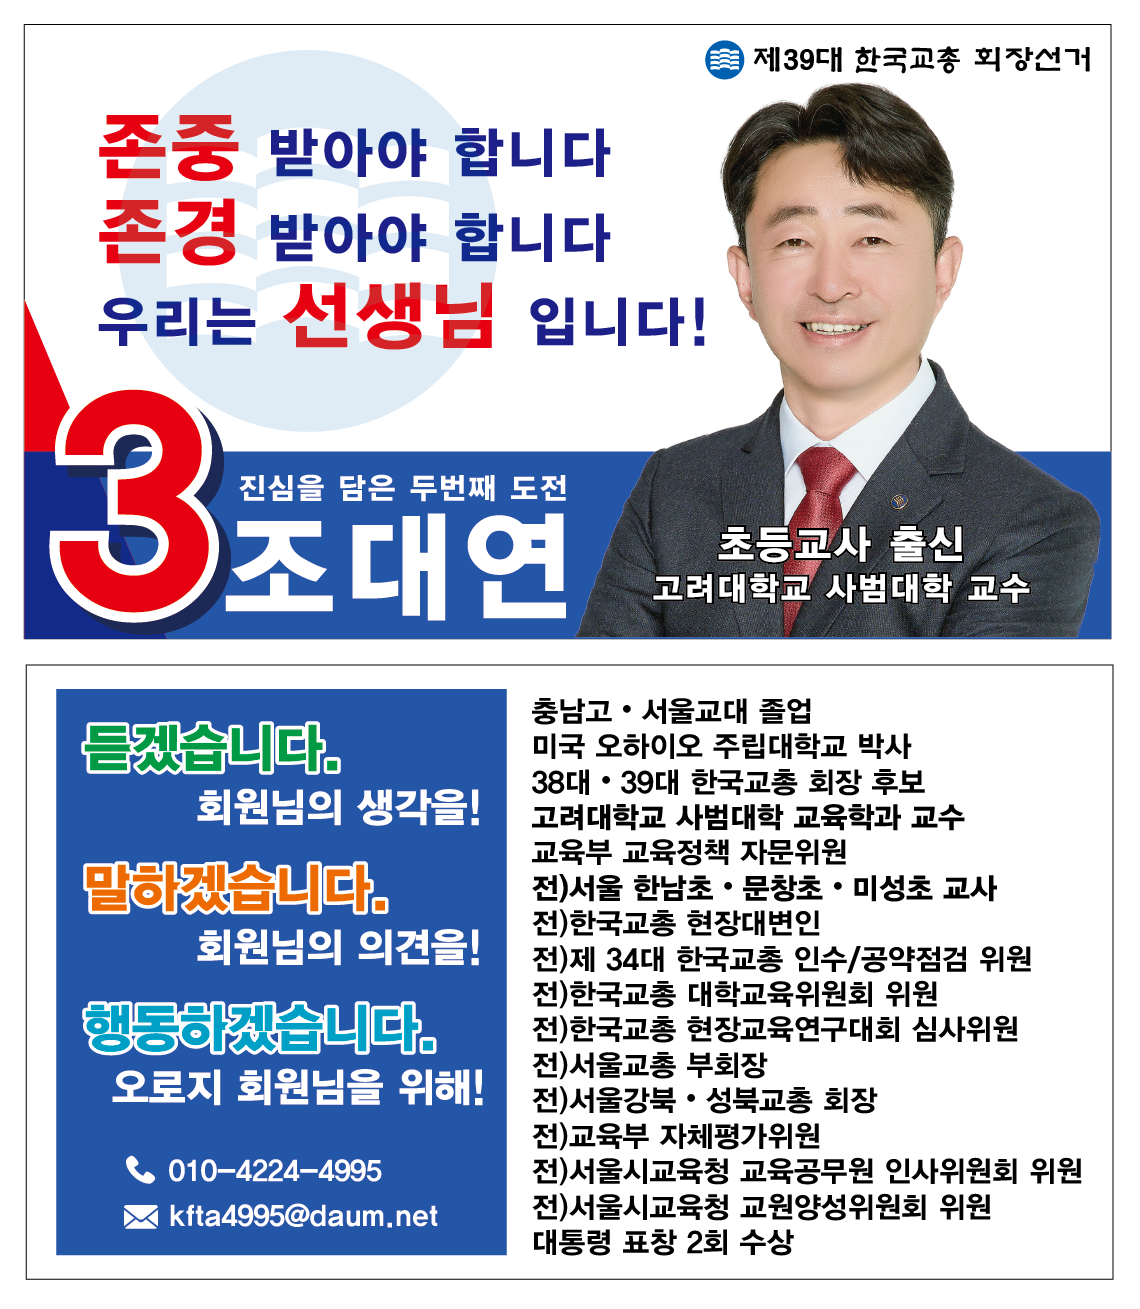 제39대 한국교총 회장선거
존중 받아야 합니다
존경 받아야 합니다
우리는 선생님 입니다!
3
진심을 담은 두번째 도전
조대연
초등교사 출신
고려대학교 사범대학 교수
듣겠습니다.
회원님의 생각을!
말하겠습니다.
회원님의 의견을!
행동하겠습니다.
오로지 회원님을 위해!
010-4224-4995
kfta4995@daum.net
충남고・서울교대 졸업
미국 오하이오 주립대학교 박사
38대・39대 한국교총 회장 후보
고려대학교 사범대학 교육학과 교수
교육부 교육정책 자문위원
전)서울 한남초・문창초・미성초 교사
전)한국교총 현장대변인
전)제 34대 한국교총 인수/공약점검 위원
전)한국교총 대학교육위원회 위원
전)한국교총 현장교육연구대회 심사위원
전)서울교총 부회장
전)서울강북・성북교총 회장
전)교육부 자체평가위원
전)서울시교육청 교육공무원 인사위원회 위원
전)서울시교육청 교원양성위원회 위원
대통령 표창 2회 수상